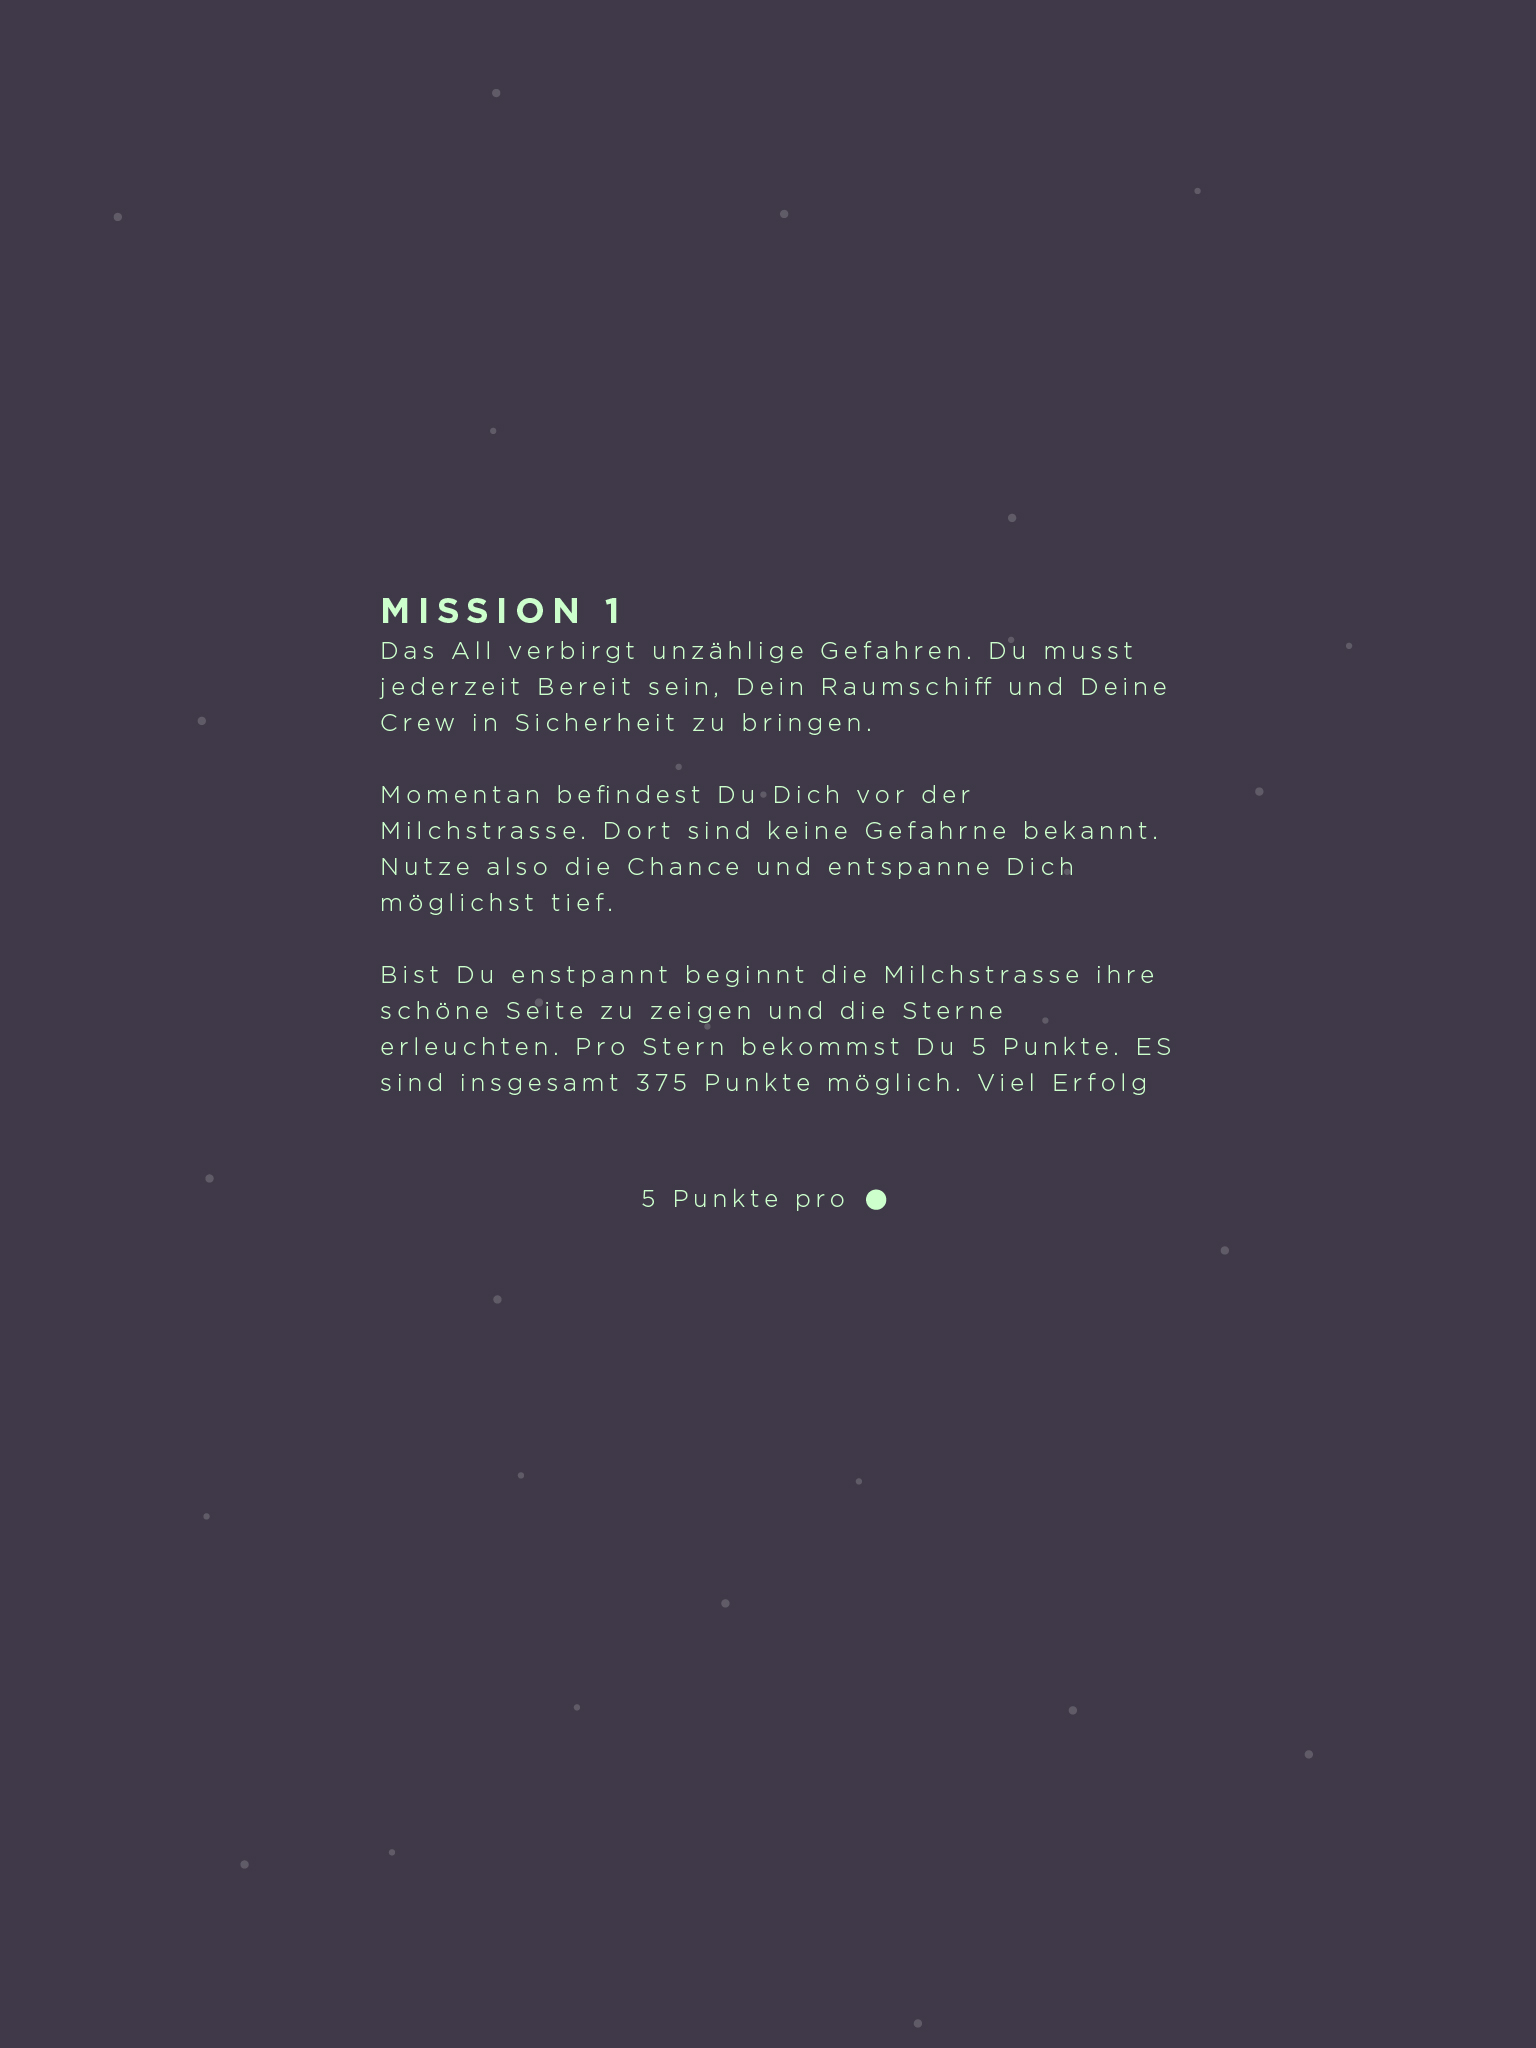 MISSION 1
Das All verbirgt unzählige Gefahren. Du musst
jederzeit Bereit sein, Dein Raumschiff und Deine
Crew in Sicherheit zu bringen.
Momentan befindest Du Dich vor der
Milchstrasse. Dort sind keine Gefahrne bekannt.
Nutze also die Chance und entspanne Dich
möglichst tief.
Bist Du enstpannt beginnt die Milchstrasse ihre
schöne Seite zu zeigen und die Sterne
erleuchten. Pro Stern bekommst Du 5 Punkte. ES
sind insgesamt 375 Punkte möglich. Viel Erfolg
5 Punkte pro